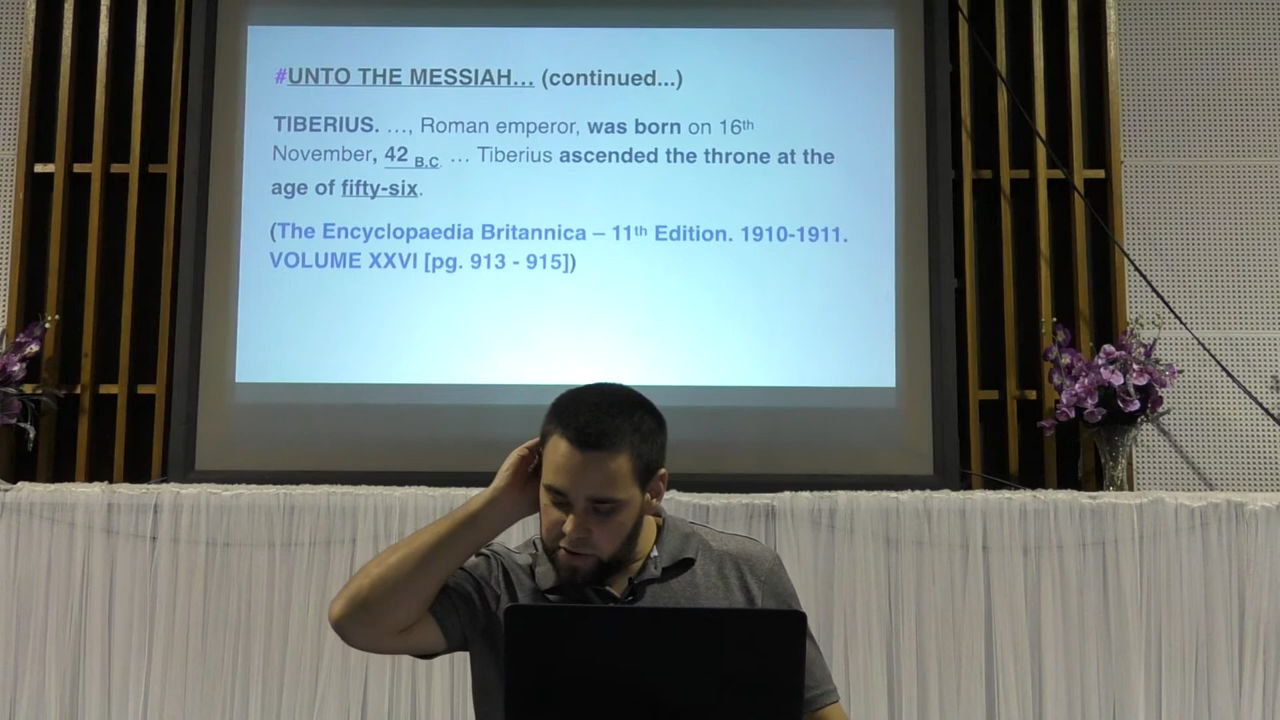 #UNTO THE MESSIAH... (continued...)
TIBERIUS. ..., Roman emperor, was born on 16th
November, 42 B.C. ... Tiberius ascended the throne at the
age of fifty-six.
(The Encyclopaedia Britannica – 11th Edition. 1910-1911.
VOLUME XXVI [pg. 913 - 915])